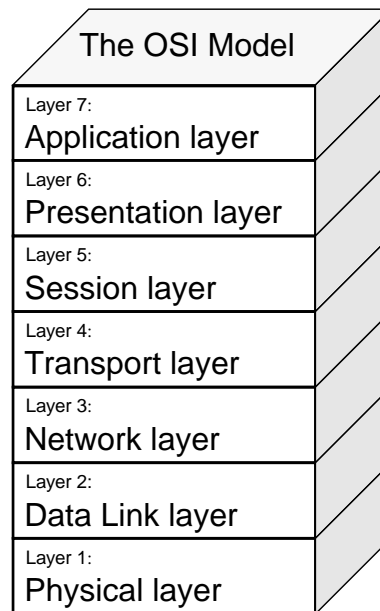 The OSI Model
Layer 7:
Application layer
Layer 6:
Presentation layer
Layer 5:
Session layer
Layer 4:
Transport layer
Layer 3:
Network layer
Layer 2:
Data Link layer
Layer 1:
Physical layer